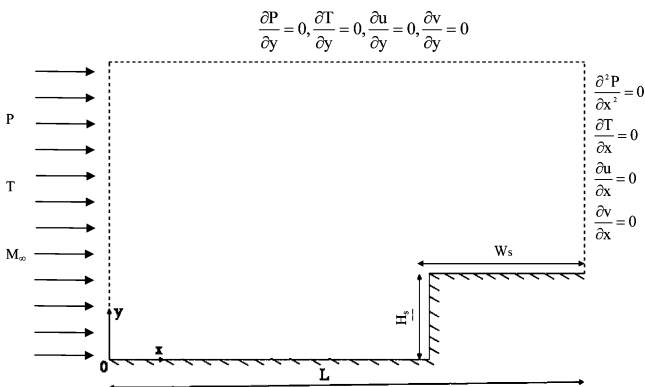 ∂P/∂y = 0, ∂T/∂y = 0, ∂u/∂y = 0, ∂v/∂y = 0
∂²P/∂x² = 0
∂T/∂x = 0
∂u/∂x = 0
∂v/∂x = 0
P
T
M∞
Ws
Hs
y
x
0
L